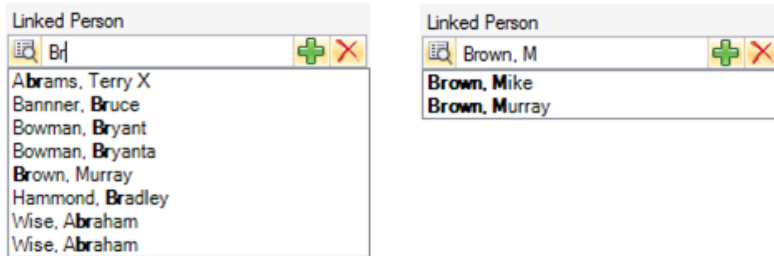 Linked Person
Br
Abrams, Terry X
Bannner, Bruce
Bowman, Bryant
Bowman, Bryanta
Brown, Murray
Hammond, Bradley
Wise, Abraham
Wise, Abraham
Linked Person
Brown, M
Brown, Mike
Brown, Murray